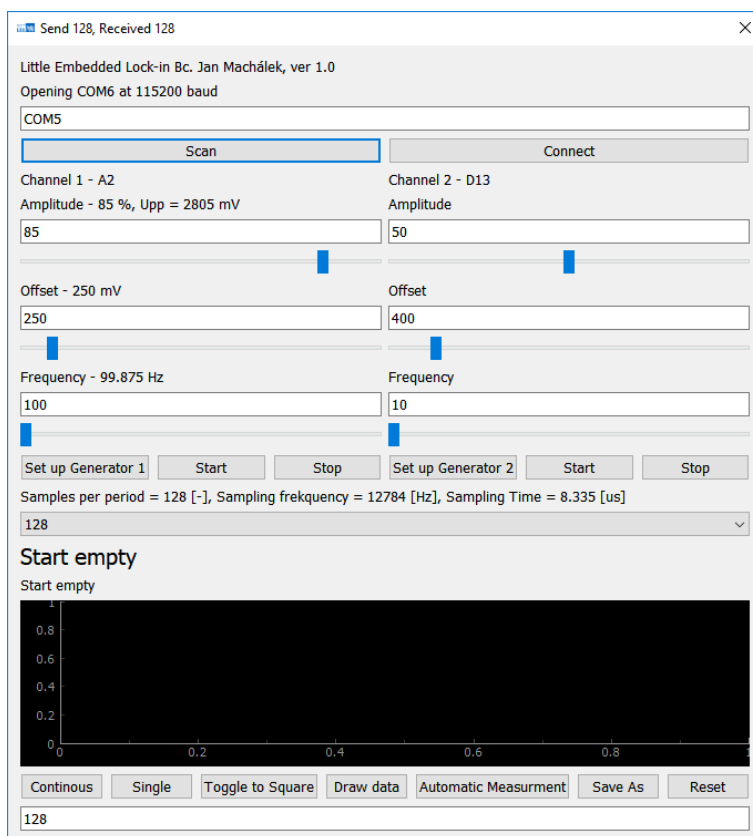 Send 128, Received 128
Little Embedded Lock-in Bc. Jan Machálek, ver 1.0
Opening COM6 at 115200 baud
COM5
Scan Connect
Channel 1 - A2 Channel 2 - D13
Amplitude - 85 %, Upp = 2805 mV Amplitude
85 50
Offset - 250 mV Offset
250 400
Frequency - 99.875 Hz Frequency
100 10
Set up Generator 1 Start Stop Set up Generator 2 Start Stop
Samples per period = 128 [-], Sampling frekquency = 12784 [Hz], Sampling Time = 8.335 [us]
128
Start empty
Start empty
1
0.8
0.6
0.4
0.2
0
0 0.2 0.4 0.6 0.8 1
Continous Single Toggle to Square Draw data Automatic Measurment Save As Reset
128